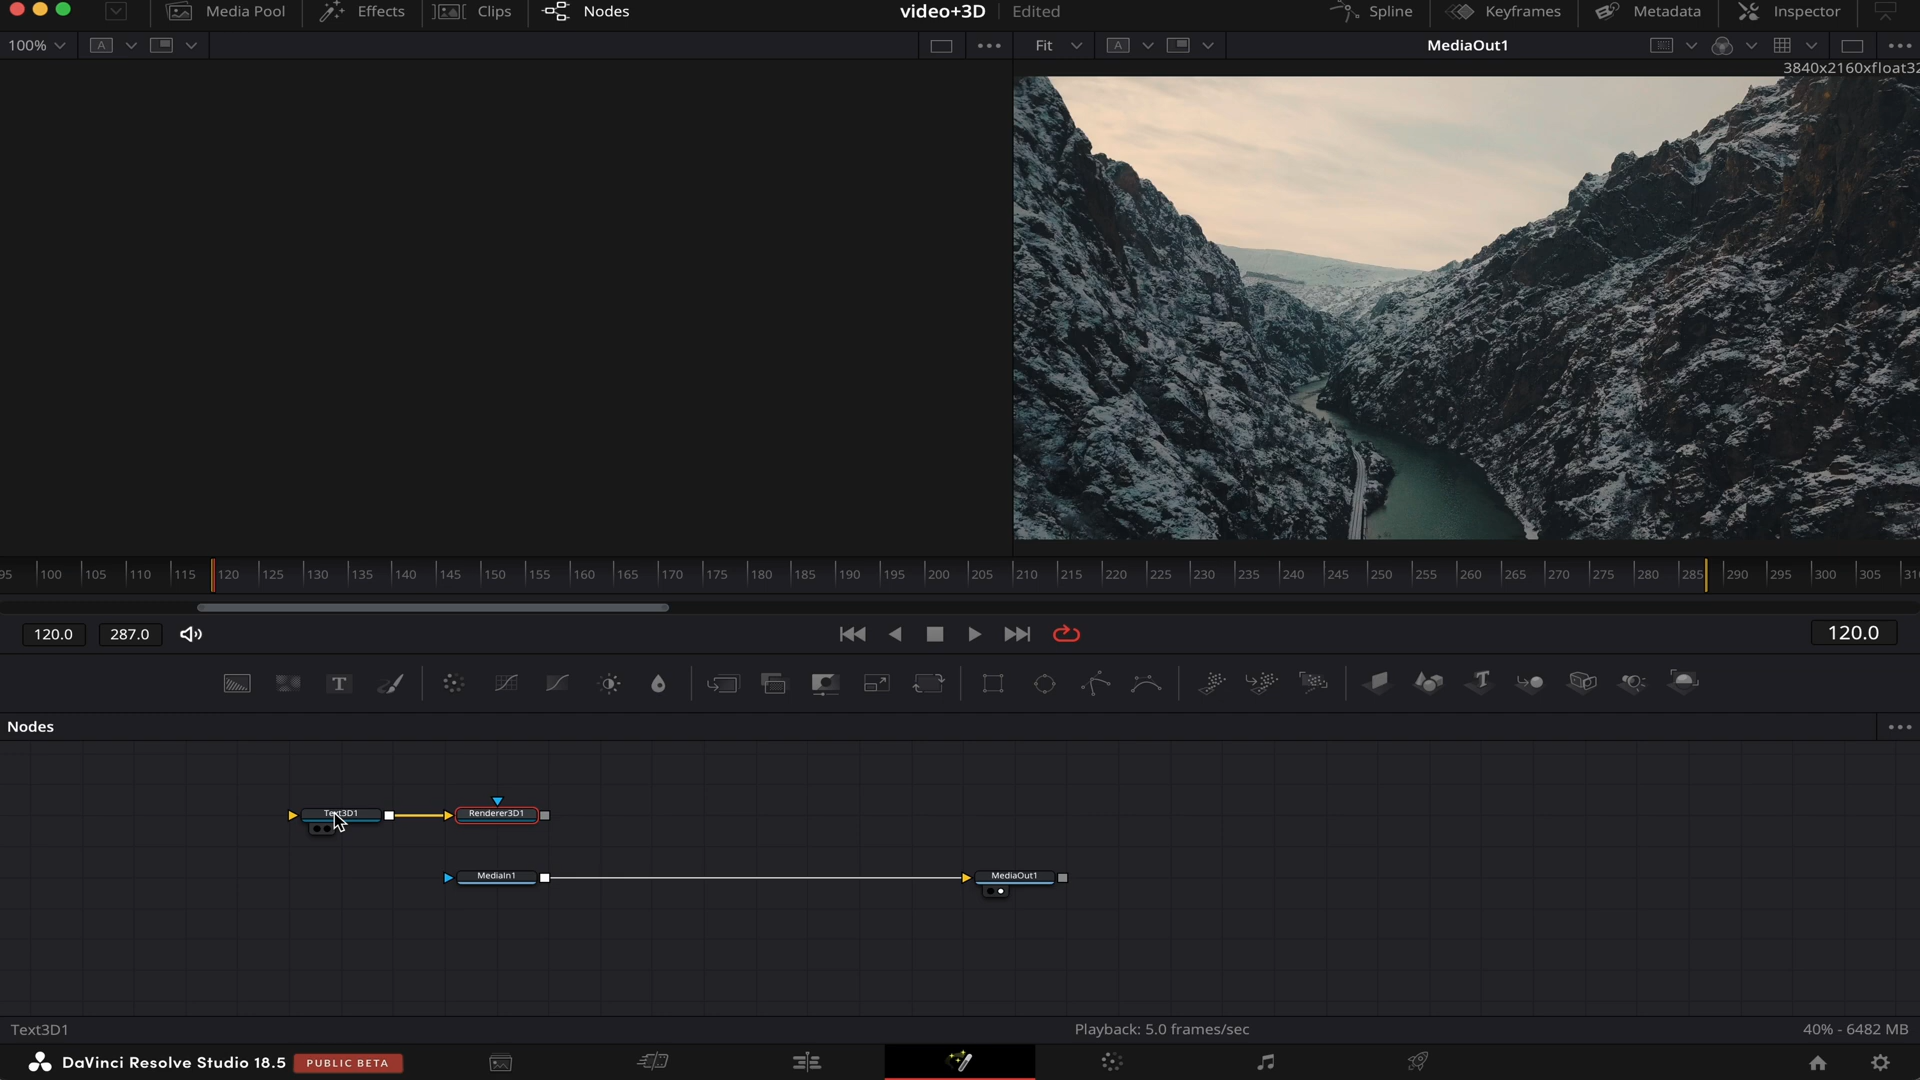 Media Pool Effects Clips Nodes video+3D Edited Spline Keyframes Metadata Inspector
100% A Fit A MediaOut1
3840x2160xfloat32
95 100 105 110 115 120 125 130 135 140 145 150 155 160 165 170 175 180 185 190 195 200 205 210 215 220 225 230 235 240 245 250 255 260 265 270 275 280 285 290 295 300 305 310
120.0 287.0 120.0
T T
Nodes
Text3D1 Renderer3D1
MediaIn1 MediaOut1
Text3D1 Playback: 5.0 frames/sec 40% - 6482 MB
DaVinci Resolve Studio 18.5 PUBLIC BETA